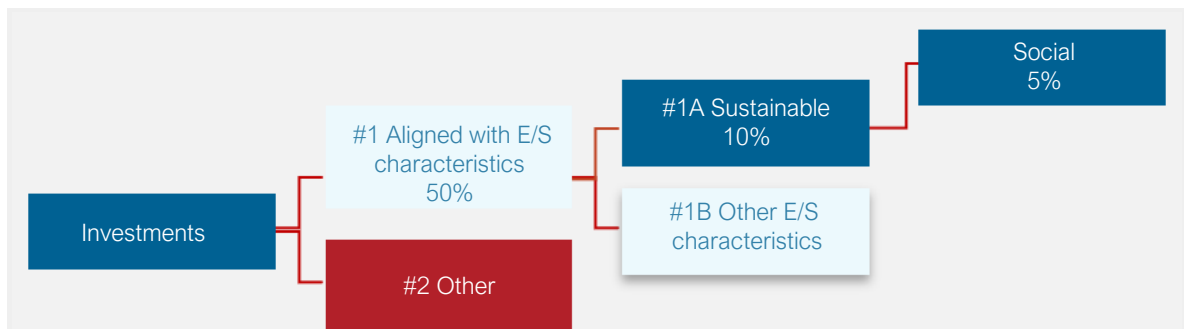 Investments
#1 Aligned with E/S
characteristics
50%
#2 Other
#1A Sustainable
10%
#1B Other E/S
characteristics
Social
5%